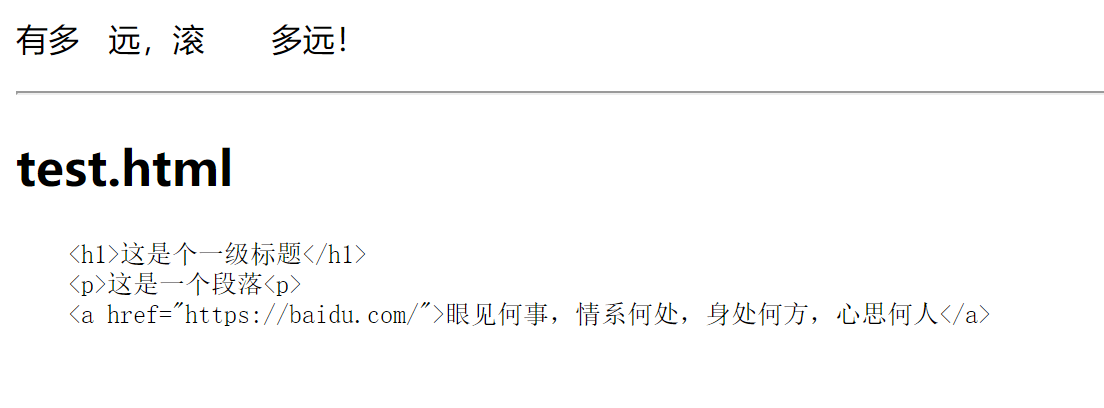 有多　远，滚　　多远！
test.html
<h1>这是个一级标题</h1>
<p>这是一个段落<p>
<a href="https://baidu.com/">眼见何事，情系何处，身处何方，心思何人</a>